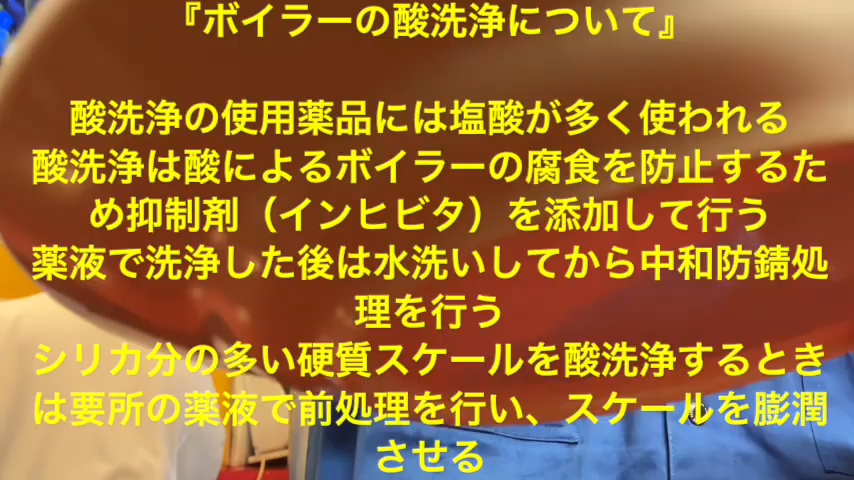 『ボイラーの酸洗浄について』
酸洗浄の使用薬品には塩酸が多く使われる
酸洗浄は酸によるボイラーの腐食を防止するた
め抑制剤（インヒビタ）を添加して行う
薬液で洗浄した後は水洗いしてから中和防錆処
理を行う
シリカ分の多い硬質スケールを酸洗浄するとき
は要所の薬液で前処理を行い、スケールを膨潤
させる